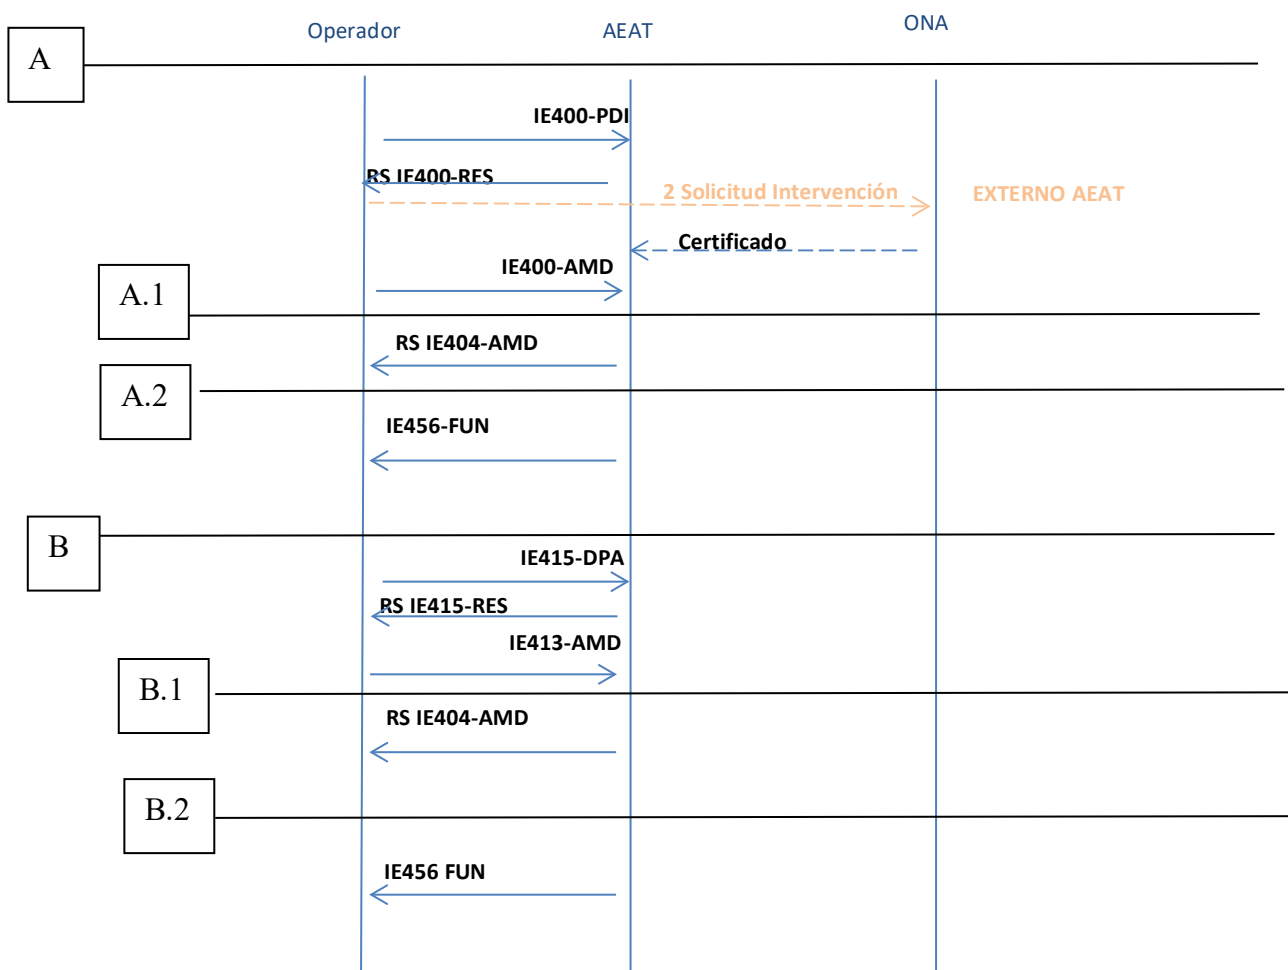 Operador
AEAT
ONA
A
IE400-PDI
RS IE400-RES
2 Solicitud Intervención
EXTERNO AEAT
Certificado
IE400-AMD
A.1
RS IE404-AMD
A.2
IE456-FUN
B
IE415-DPA
RS IE415-RES
IE413-AMD
B.1
RS IE404-AMD
B.2
IE456 FUN